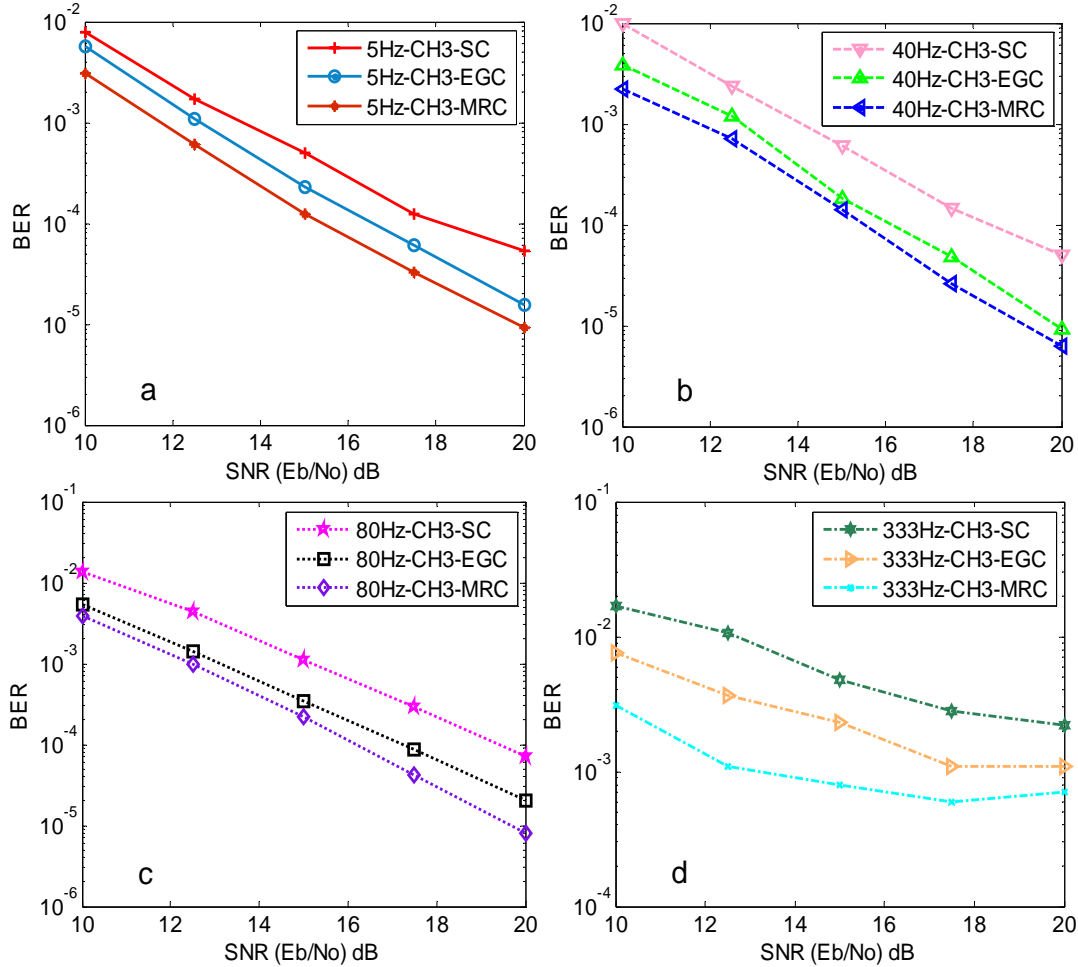 10^-2
10^-3
10^-4
10^-5
10^-6
BER
5Hz-CH3-SC
5Hz-CH3-EGC
5Hz-CH3-MRC
a
10 12 14 16 18 20
SNR (Eb/No) dB
10^-2
10^-3
10^-4
10^-5
10^-6
BER
40Hz-CH3-SC
40Hz-CH3-EGC
40Hz-CH3-MRC
b
10 12 14 16 18 20
SNR (Eb/No) dB
10^-1
10^-2
10^-3
10^-4
10^-5
10^-6
BER
80Hz-CH3-SC
80Hz-CH3-EGC
80Hz-CH3-MRC
c
10 12 14 16 18 20
SNR (Eb/No) dB
10^-1
10^-2
10^-3
10^-4
BER
333Hz-CH3-SC
333Hz-CH3-EGC
333Hz-CH3-MRC
d
10 12 14 16 18 20
SNR (Eb/No) dB